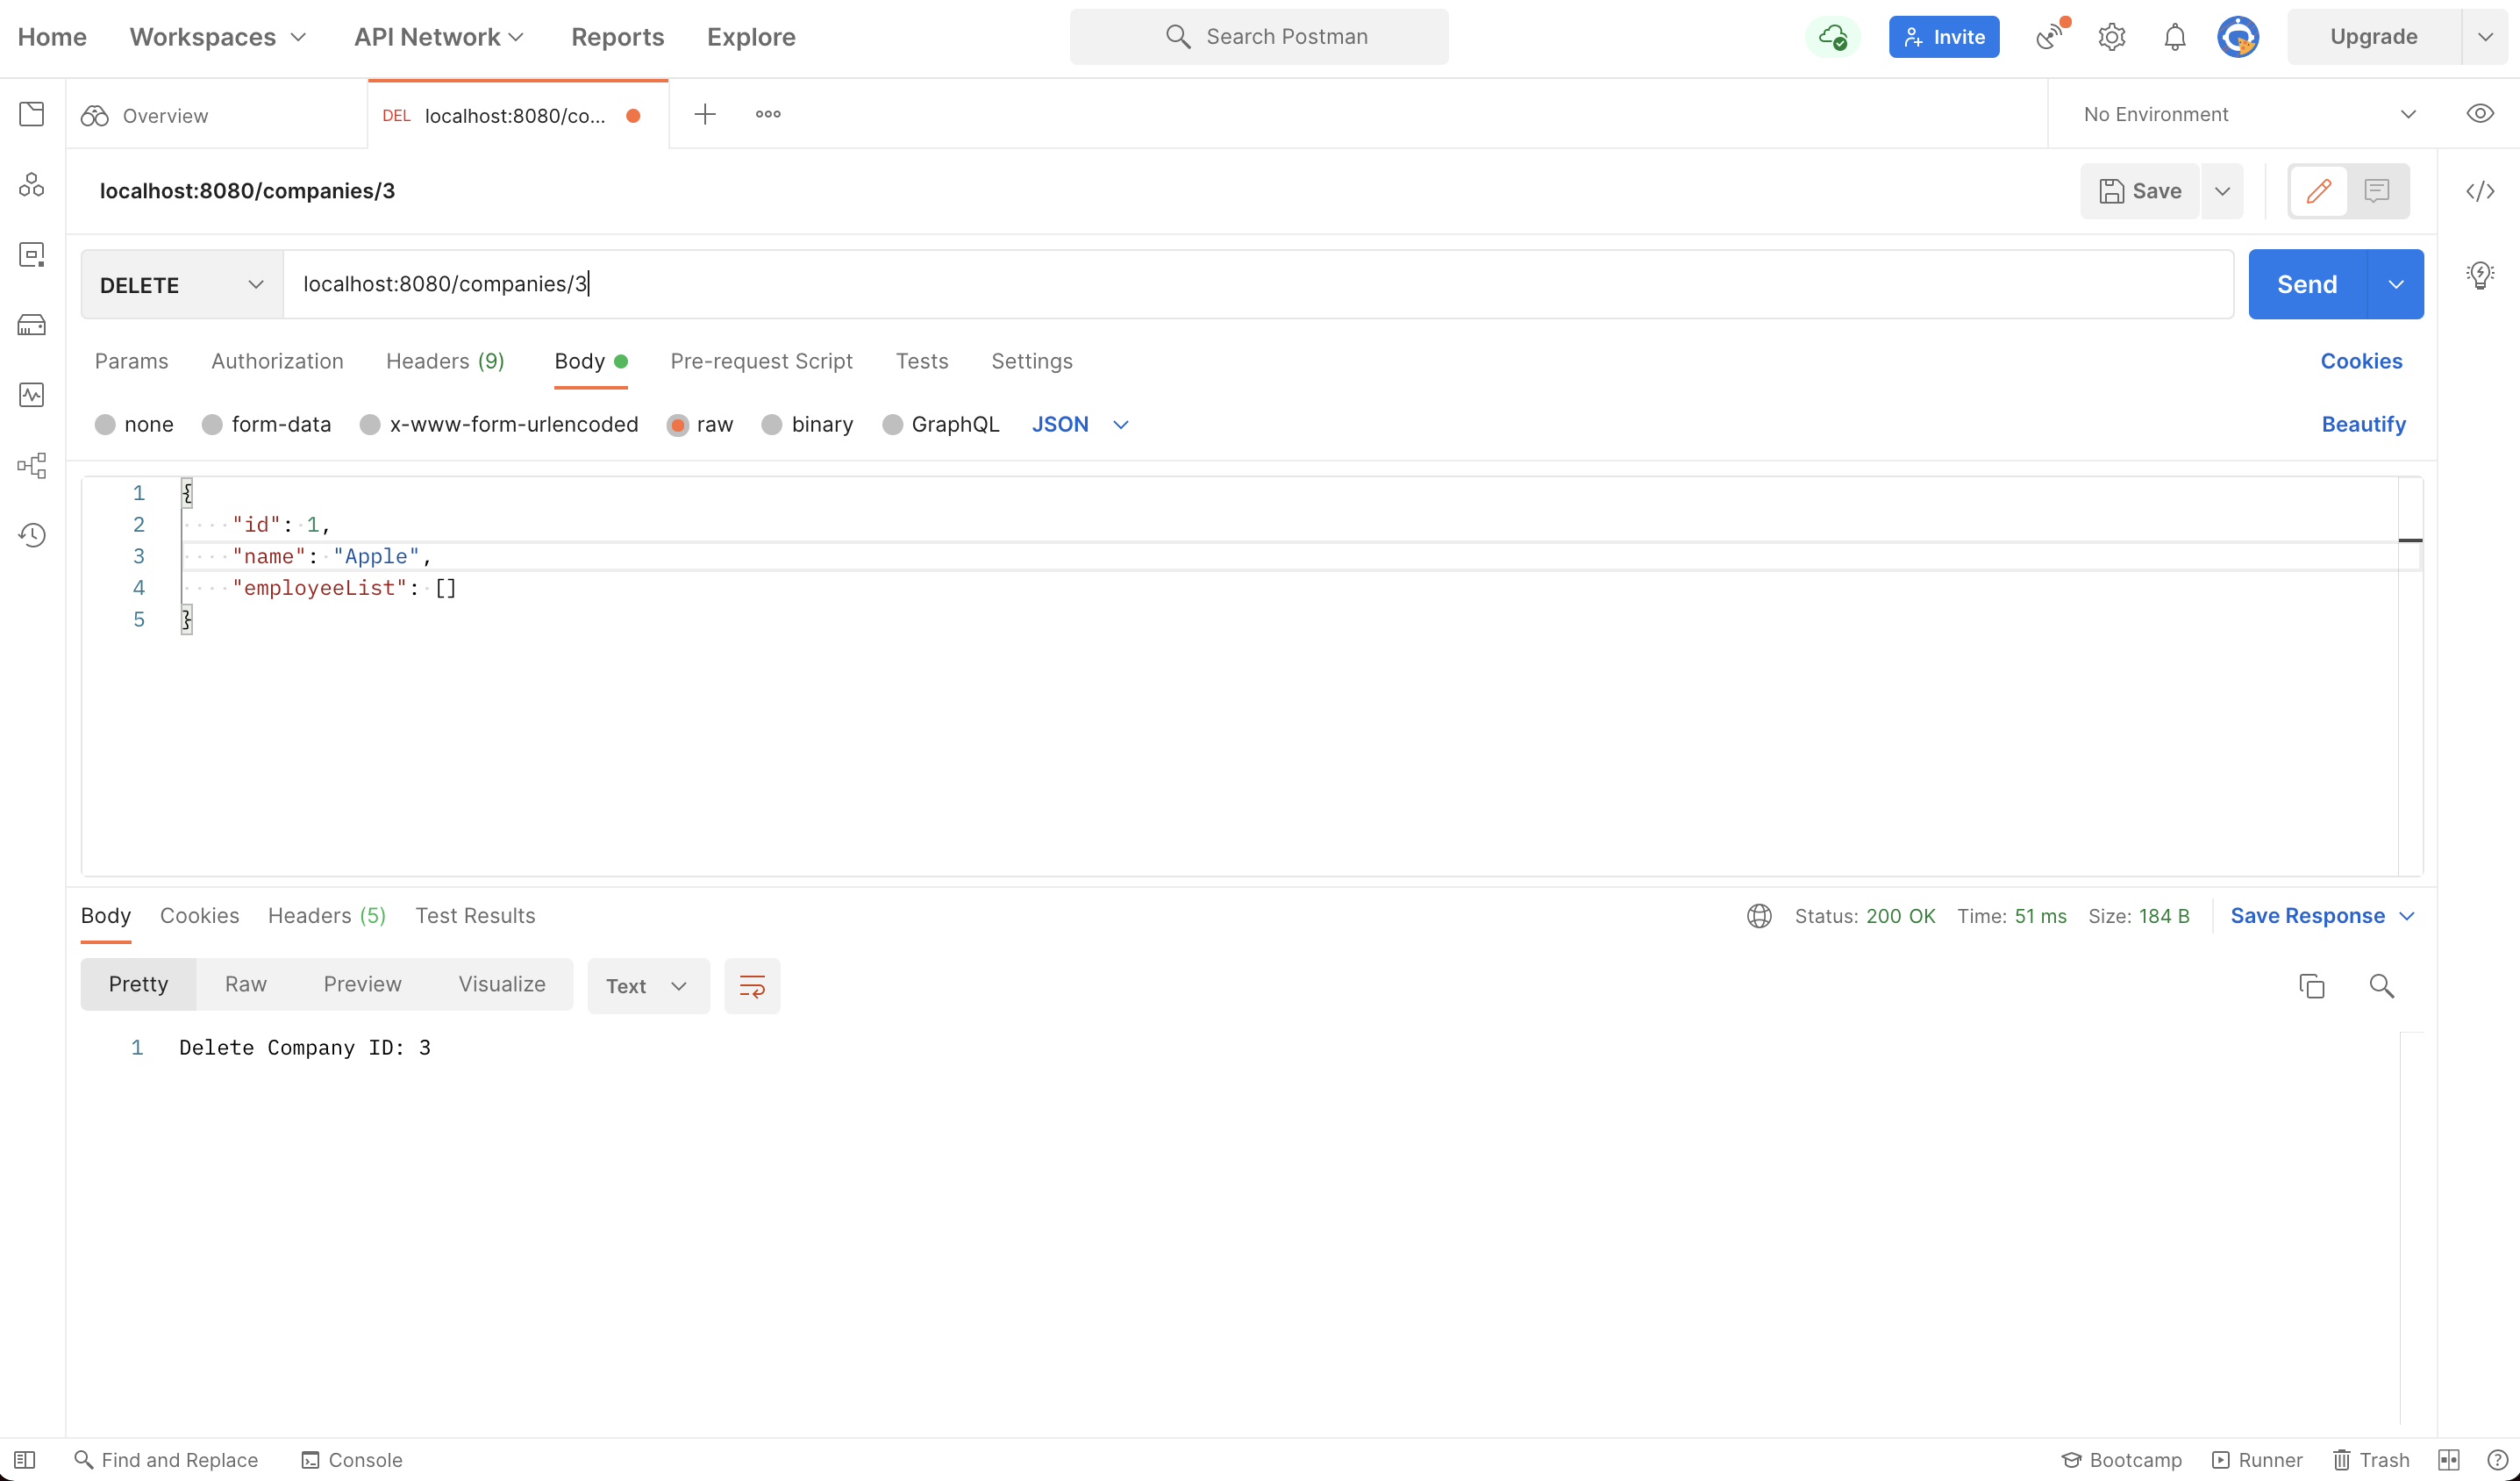 Home Workspaces API Network Reports Explore Search Postman Invite Upgrade
Overview DEL localhost:8080/co... No Environment
localhost:8080/companies/3 Save
DELETE localhost:8080/companies/3 Send
Params Authorization Headers (9) Body Pre-request Script Tests Settings Cookies
none form-data x-www-form-urlencoded raw binary GraphQL JSON Beautify
1 {
2 "id": 1,
3 "name": "Apple",
4 "employeeList": []
5 }
Body Cookies Headers (5) Test Results Status: 200 OK Time: 51 ms Size: 184 B Save Response
Pretty Raw Preview Visualize Text
1 Delete Company ID: 3
Find and Replace Console Bootcamp Runner Trash